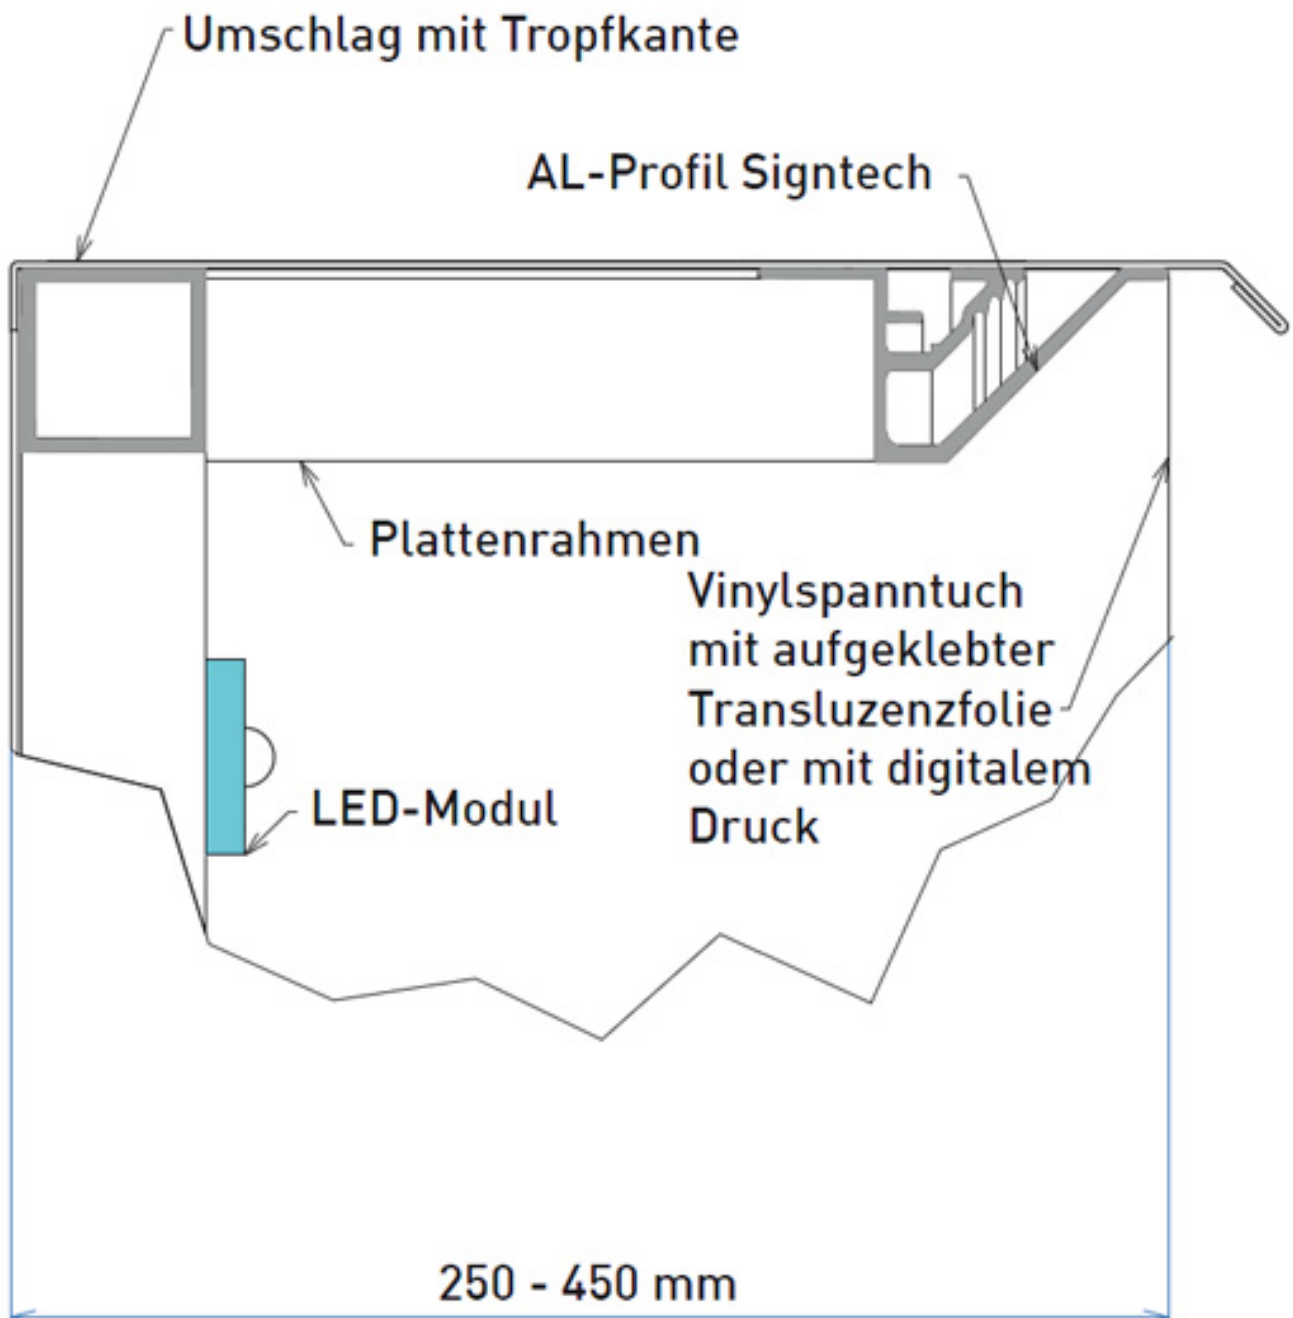 Umschlag mit Tropfkante
AL-Profil Signtech
Plattenrahmen
Vinylspanntuch
mit aufgeklebter
Transluzenzfolie
oder mit digitalem
Druck
LED-Modul
250 - 450 mm